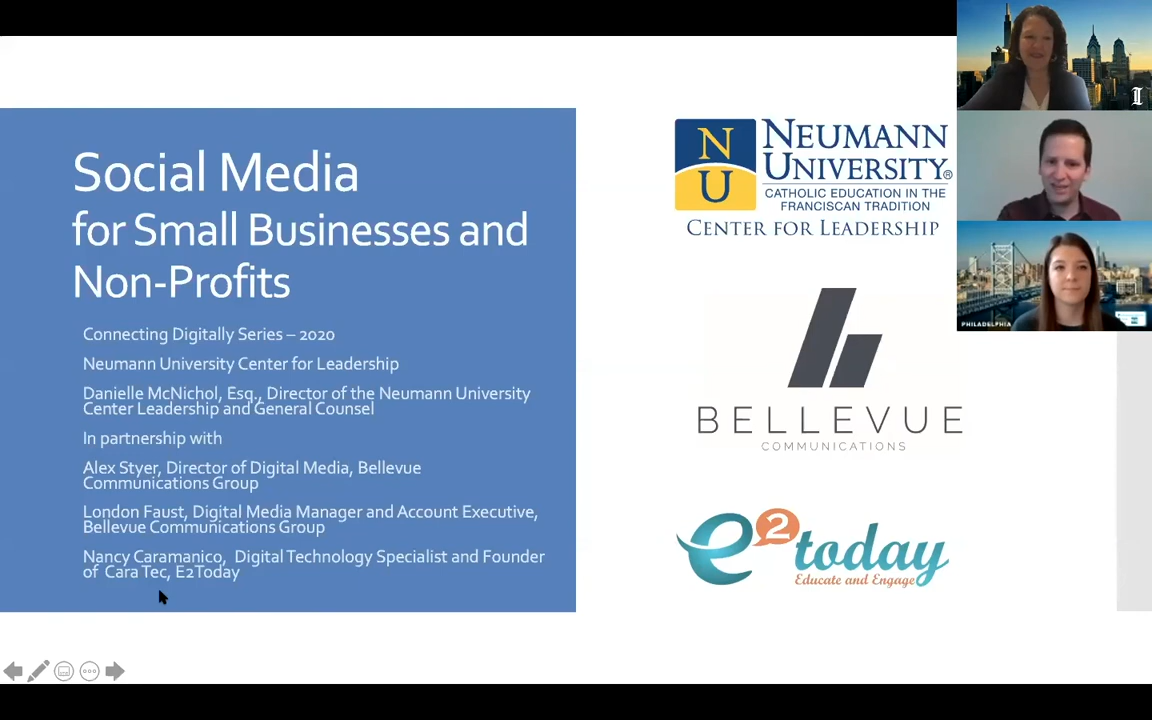 Social Media
for Small Businesses and
Non-Profits
Connecting Digitally Series – 2020
Neumann University Center for Leadership
Danielle McNichol, Esq., Director of the Neumann University
Center Leadership and General Counsel
In partnership with
Alex Styer, Director of Digital Media, Bellevue
Communications Group
London Faust, Digital Media Manager and Account Executive,
Bellevue Communications Group
Nancy Caramanico,  Digital Technology Specialist and Founder
of Cara Tec, E2Today
N
U
NEUMANN
UNIVERSITY®
CATHOLIC EDUCATION IN THE
FRANCISCAN TRADITION
CENTER FOR LEADERSHIP
BELLEVUE
COMMUNICATIONS
e2today
Educate and Engage
I
PHILADELPHIA